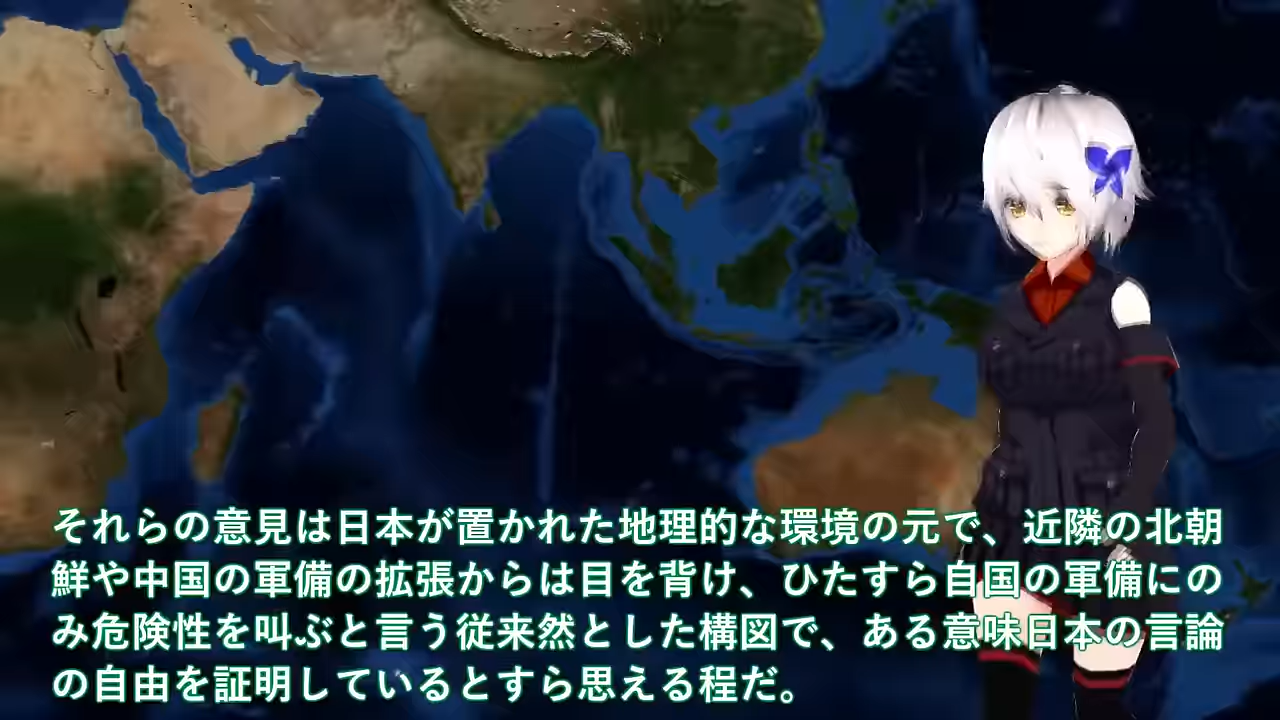 それらの意見は日本が置かれた地理的な環境の元で、近隣の北朝
鮮や中国の軍備の拡張からは目を背け、ひたすら自国の軍備にの
み危険性を叫ぶと言う従来然とした構図で、ある意味日本の言論
の自由を証明しているとすら思える程だ。